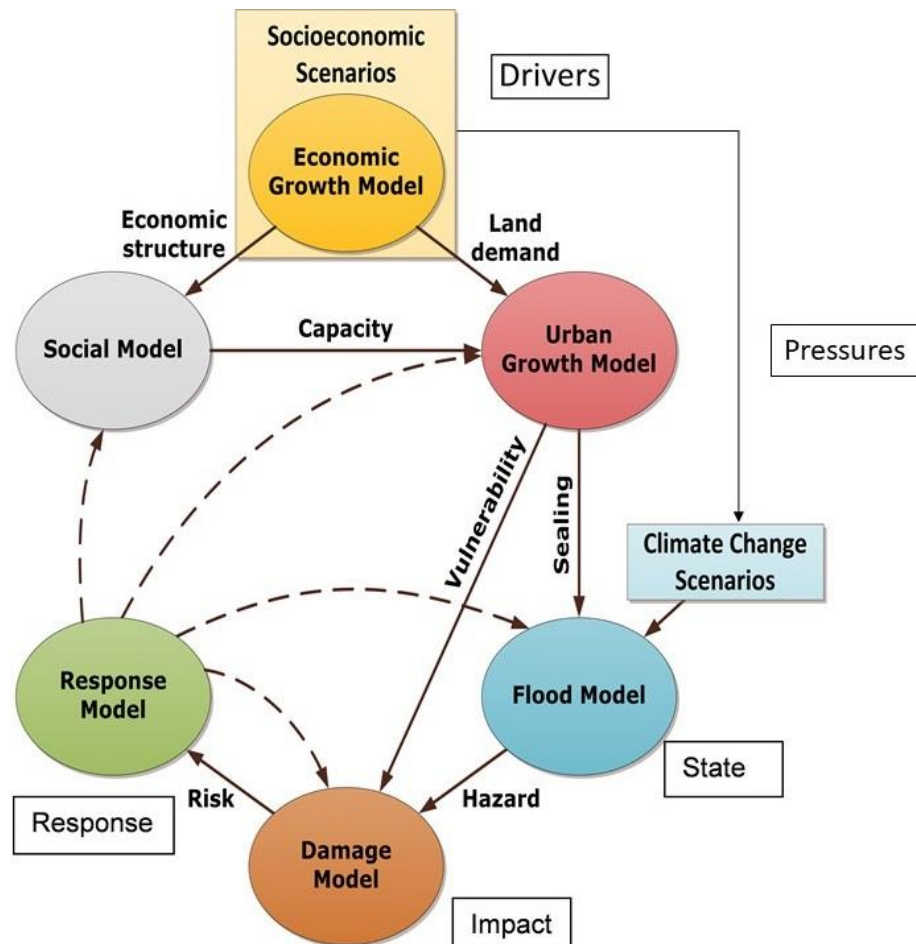 Socioeconomic
Scenarios
Drivers
Economic
Growth Model
Economic
structure
Land
demand
Social Model
Capacity
Urban
Growth Model
Pressures
Vulnerability
Sealing
Climate Change
Scenarios
Response
Model
Flood Model
State
Risk
Hazard
Response
Damage
Model
Impact